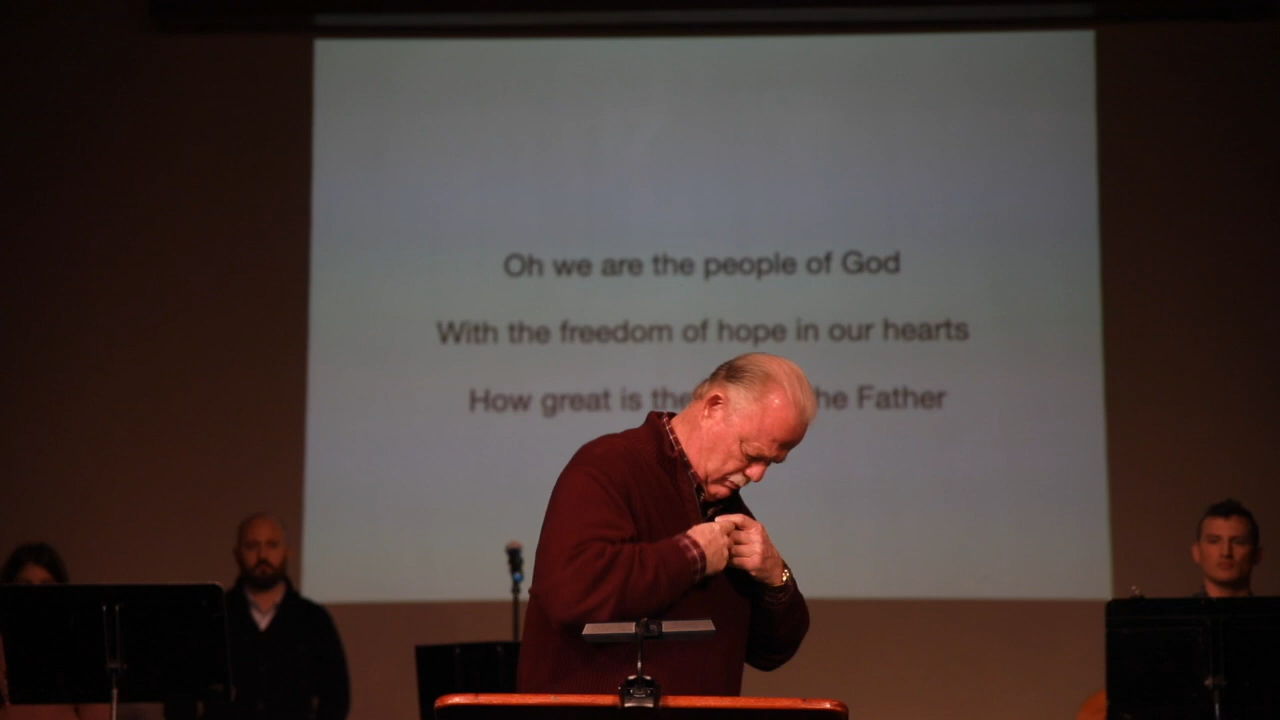 Oh we are the people of God
With the freedom of hope in our hearts
How great is the he Father